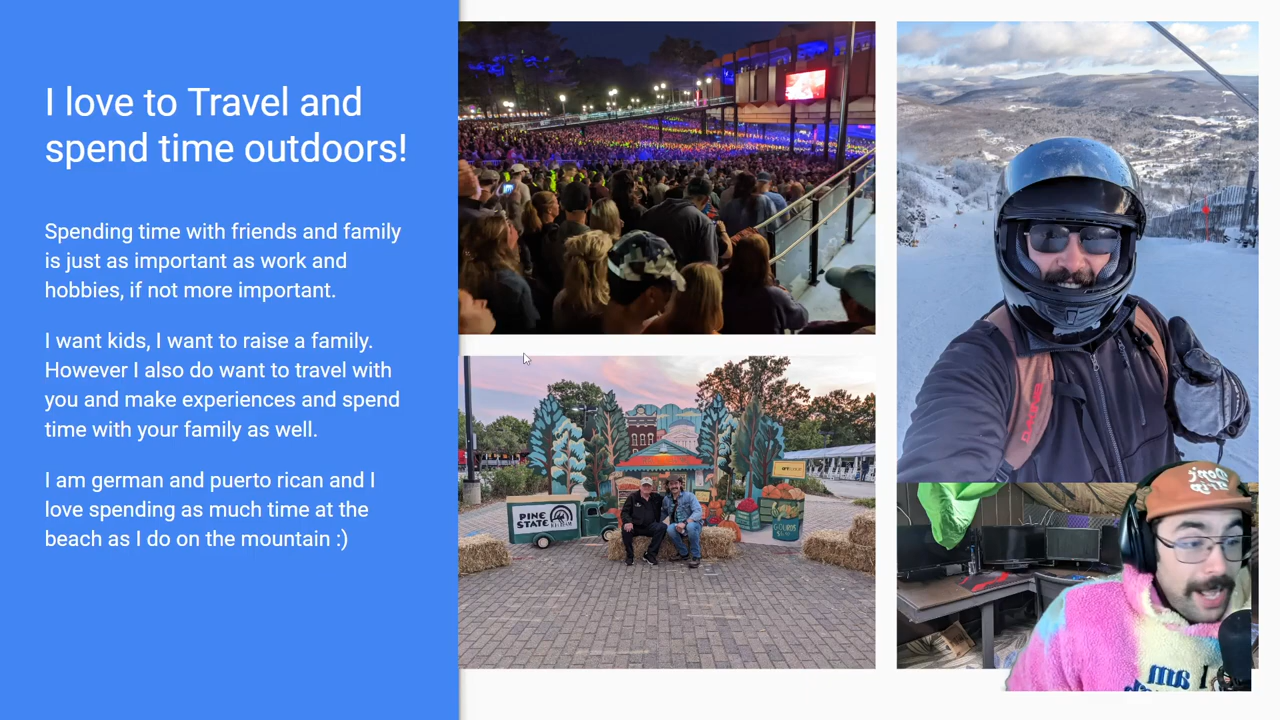 I love to Travel and
spend time outdoors!
Spending time with friends and family
is just as important as work and
hobbies, if not more important.
I want kids, I want to raise a family.
However I also do want to travel with
you and make experiences and spend
time with your family as well.
I am german and puerto rican and I
love spending as much time at the
beach as I do on the mountain :)
PINE
STATE
GOURDS
DAKINE
I am